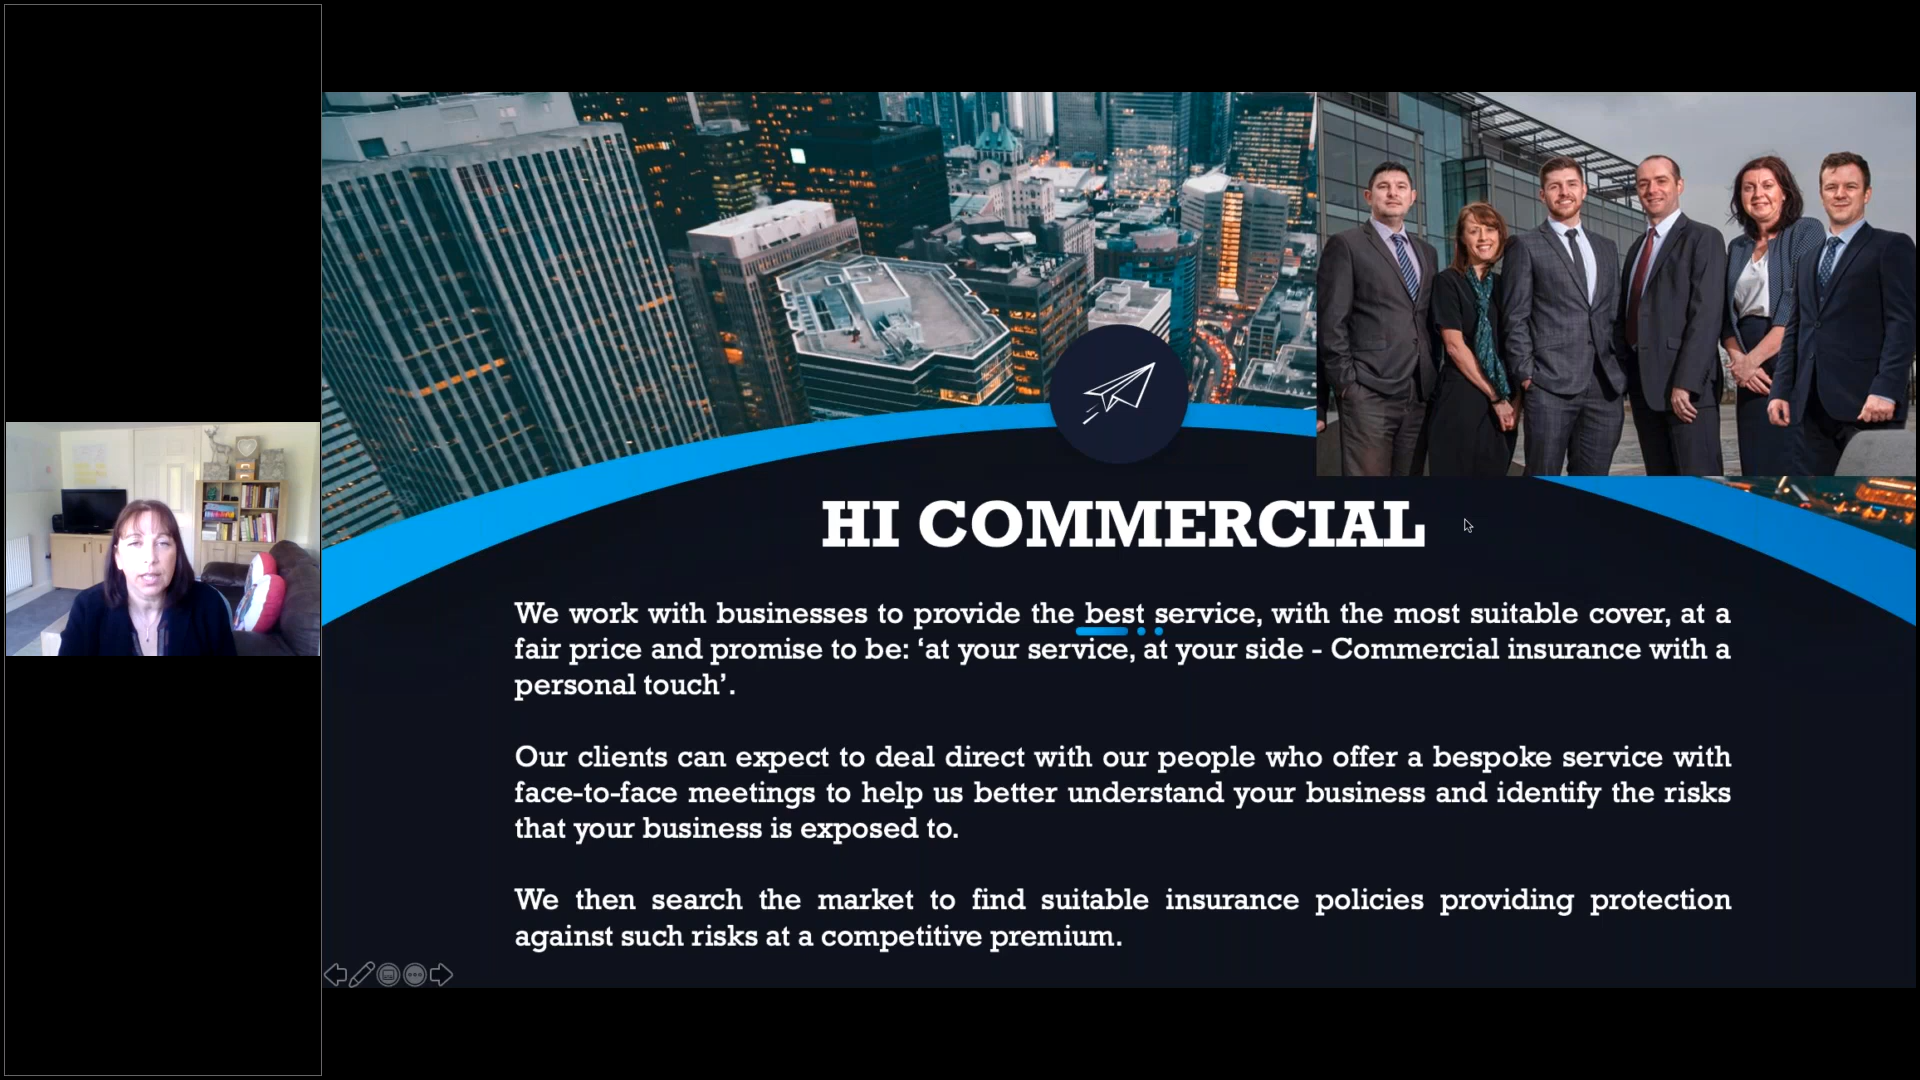 HI COMMERCIAL
We work with businesses to provide the best service, with the most suitable cover, at a
fair price and promise to be: ‘at your service, at your side - Commercial insurance with a
personal touch’.
Our clients can expect to deal direct with our people who offer a bespoke service with
face-to-face meetings to help us better understand your business and identify the risks
that your business is exposed to.
We then search the market to find suitable insurance policies providing protection
against such risks at a competitive premium.